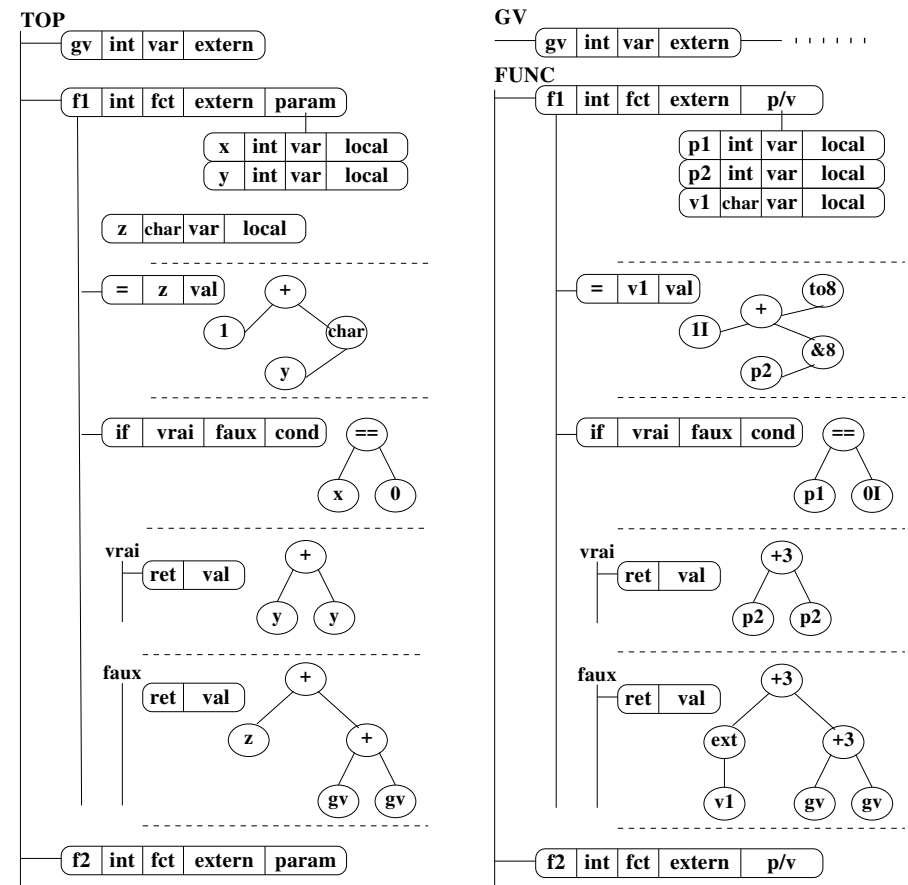 TOP
gv int var extern
f1 int fct extern param
x int var local
y int var local
z char var local
= z val
+
1 char
y
if vrai faux cond
==
x 0
vrai
ret val
+
y y
faux
ret val
+
z +
gv gv
f2 int fct extern param
GV
gv int var extern
FUNC
f1 int fct extern p/v
p1 int var local
p2 int var local
v1 char var local
= v1 val
to8
+
1I
&8
p2
if vrai faux cond
==
p1 0I
vrai
ret val
+3
p2 p2
faux
ret val
+3
ext +3
v1 gv gv
f2 int fct extern p/v